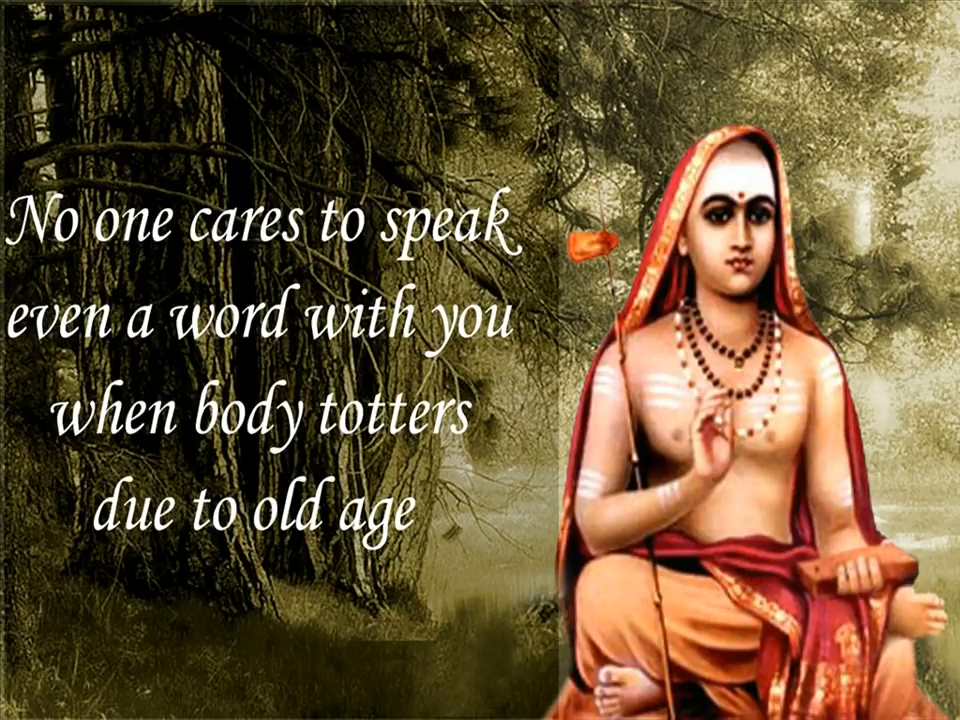 No one cares to speak
even a word with you
when body totters
due to old age